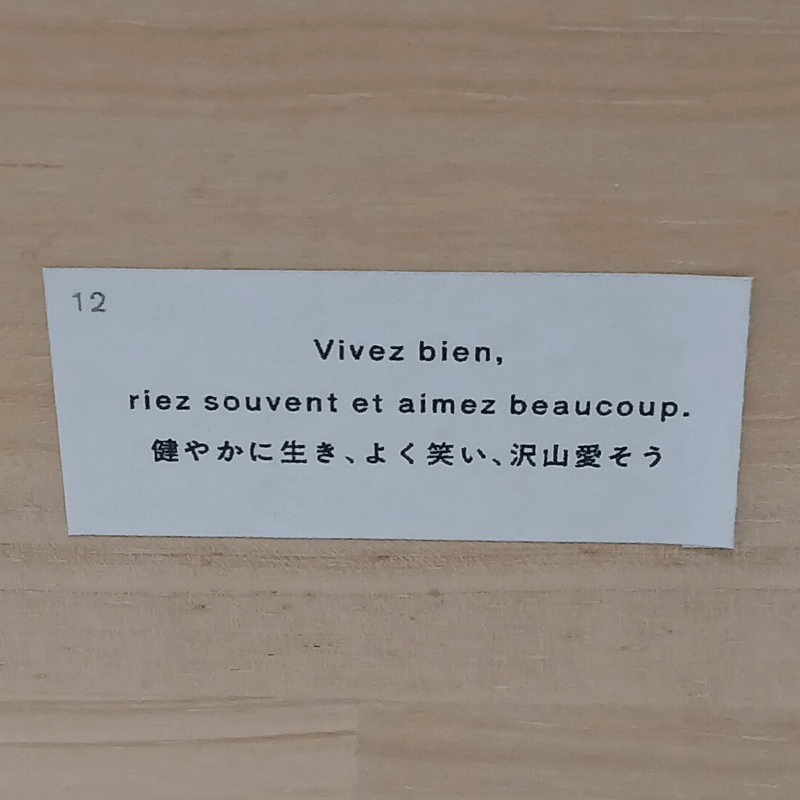 12
Vivez bien,
riez souvent et aimez beaucoup.
健やかに生き、よく笑い、沢山愛そう